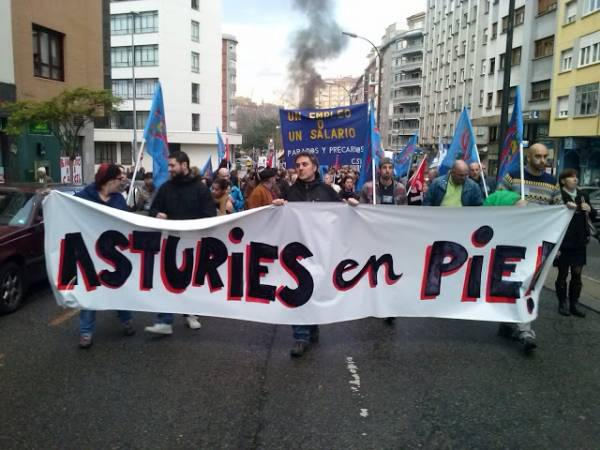 UN EMPLEO
O
UN SALARIO
PARADOS Y PRECARIOS
CSI
ASTURIES en PIE!